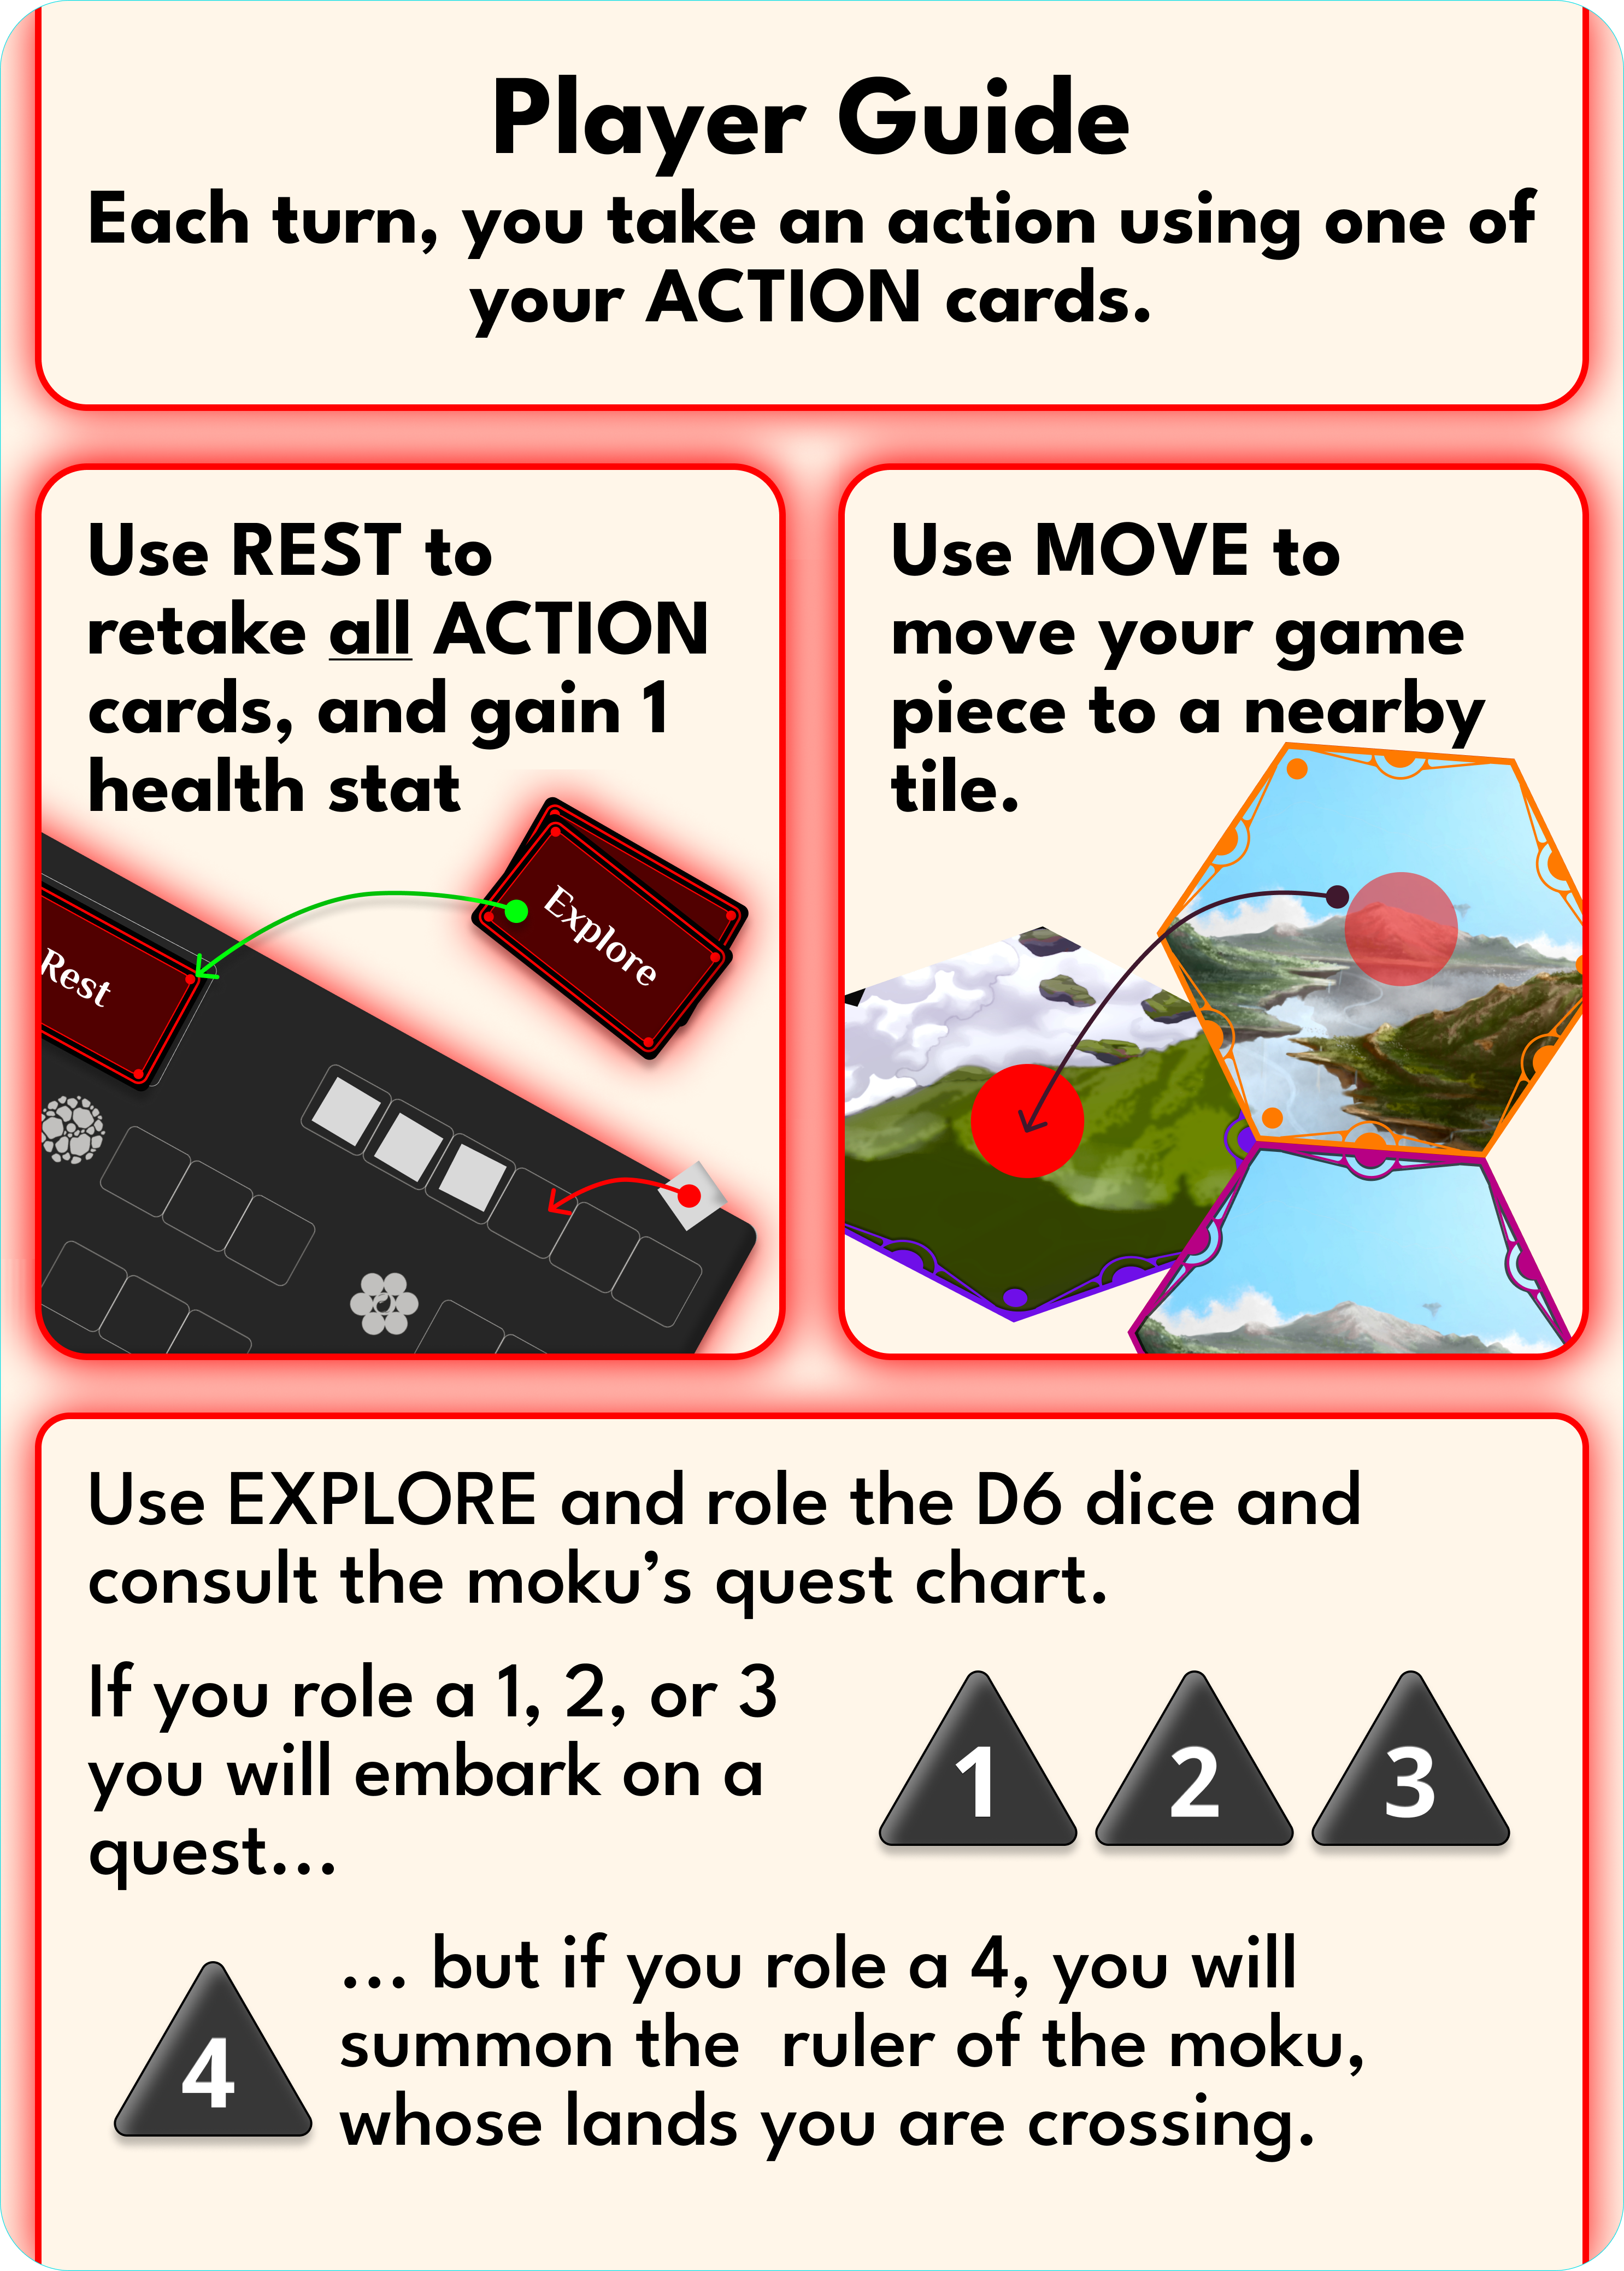 Player Guide
Each turn, you take an action using one of
your ACTION cards.
Use REST to
retake all ACTION
cards, and gain 1
health stat
Explore
Rest
Use MOVE to
move your game
piece to a nearby
tile.
Use EXPLORE and role the D6 dice and
consult the moku’s quest chart.
If you role a 1, 2, or 3
you will embark on a
quest...
1 2 3
... but if you role a 4, you will
summon the  ruler of the moku,
whose lands you are crossing.
4